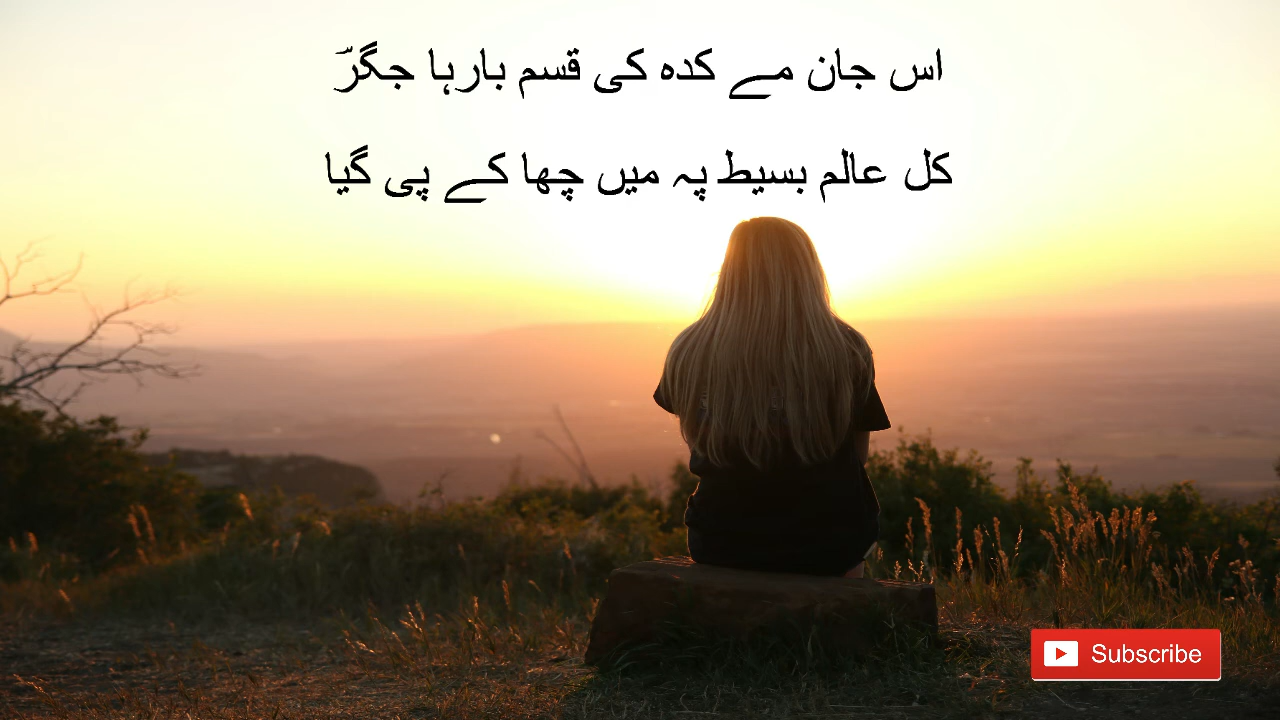 اس جان مے کدہ کی قسم بارہا جگرؔ
کل عالم بسیط پہ میں چھا کے پی گیا
Subscribe